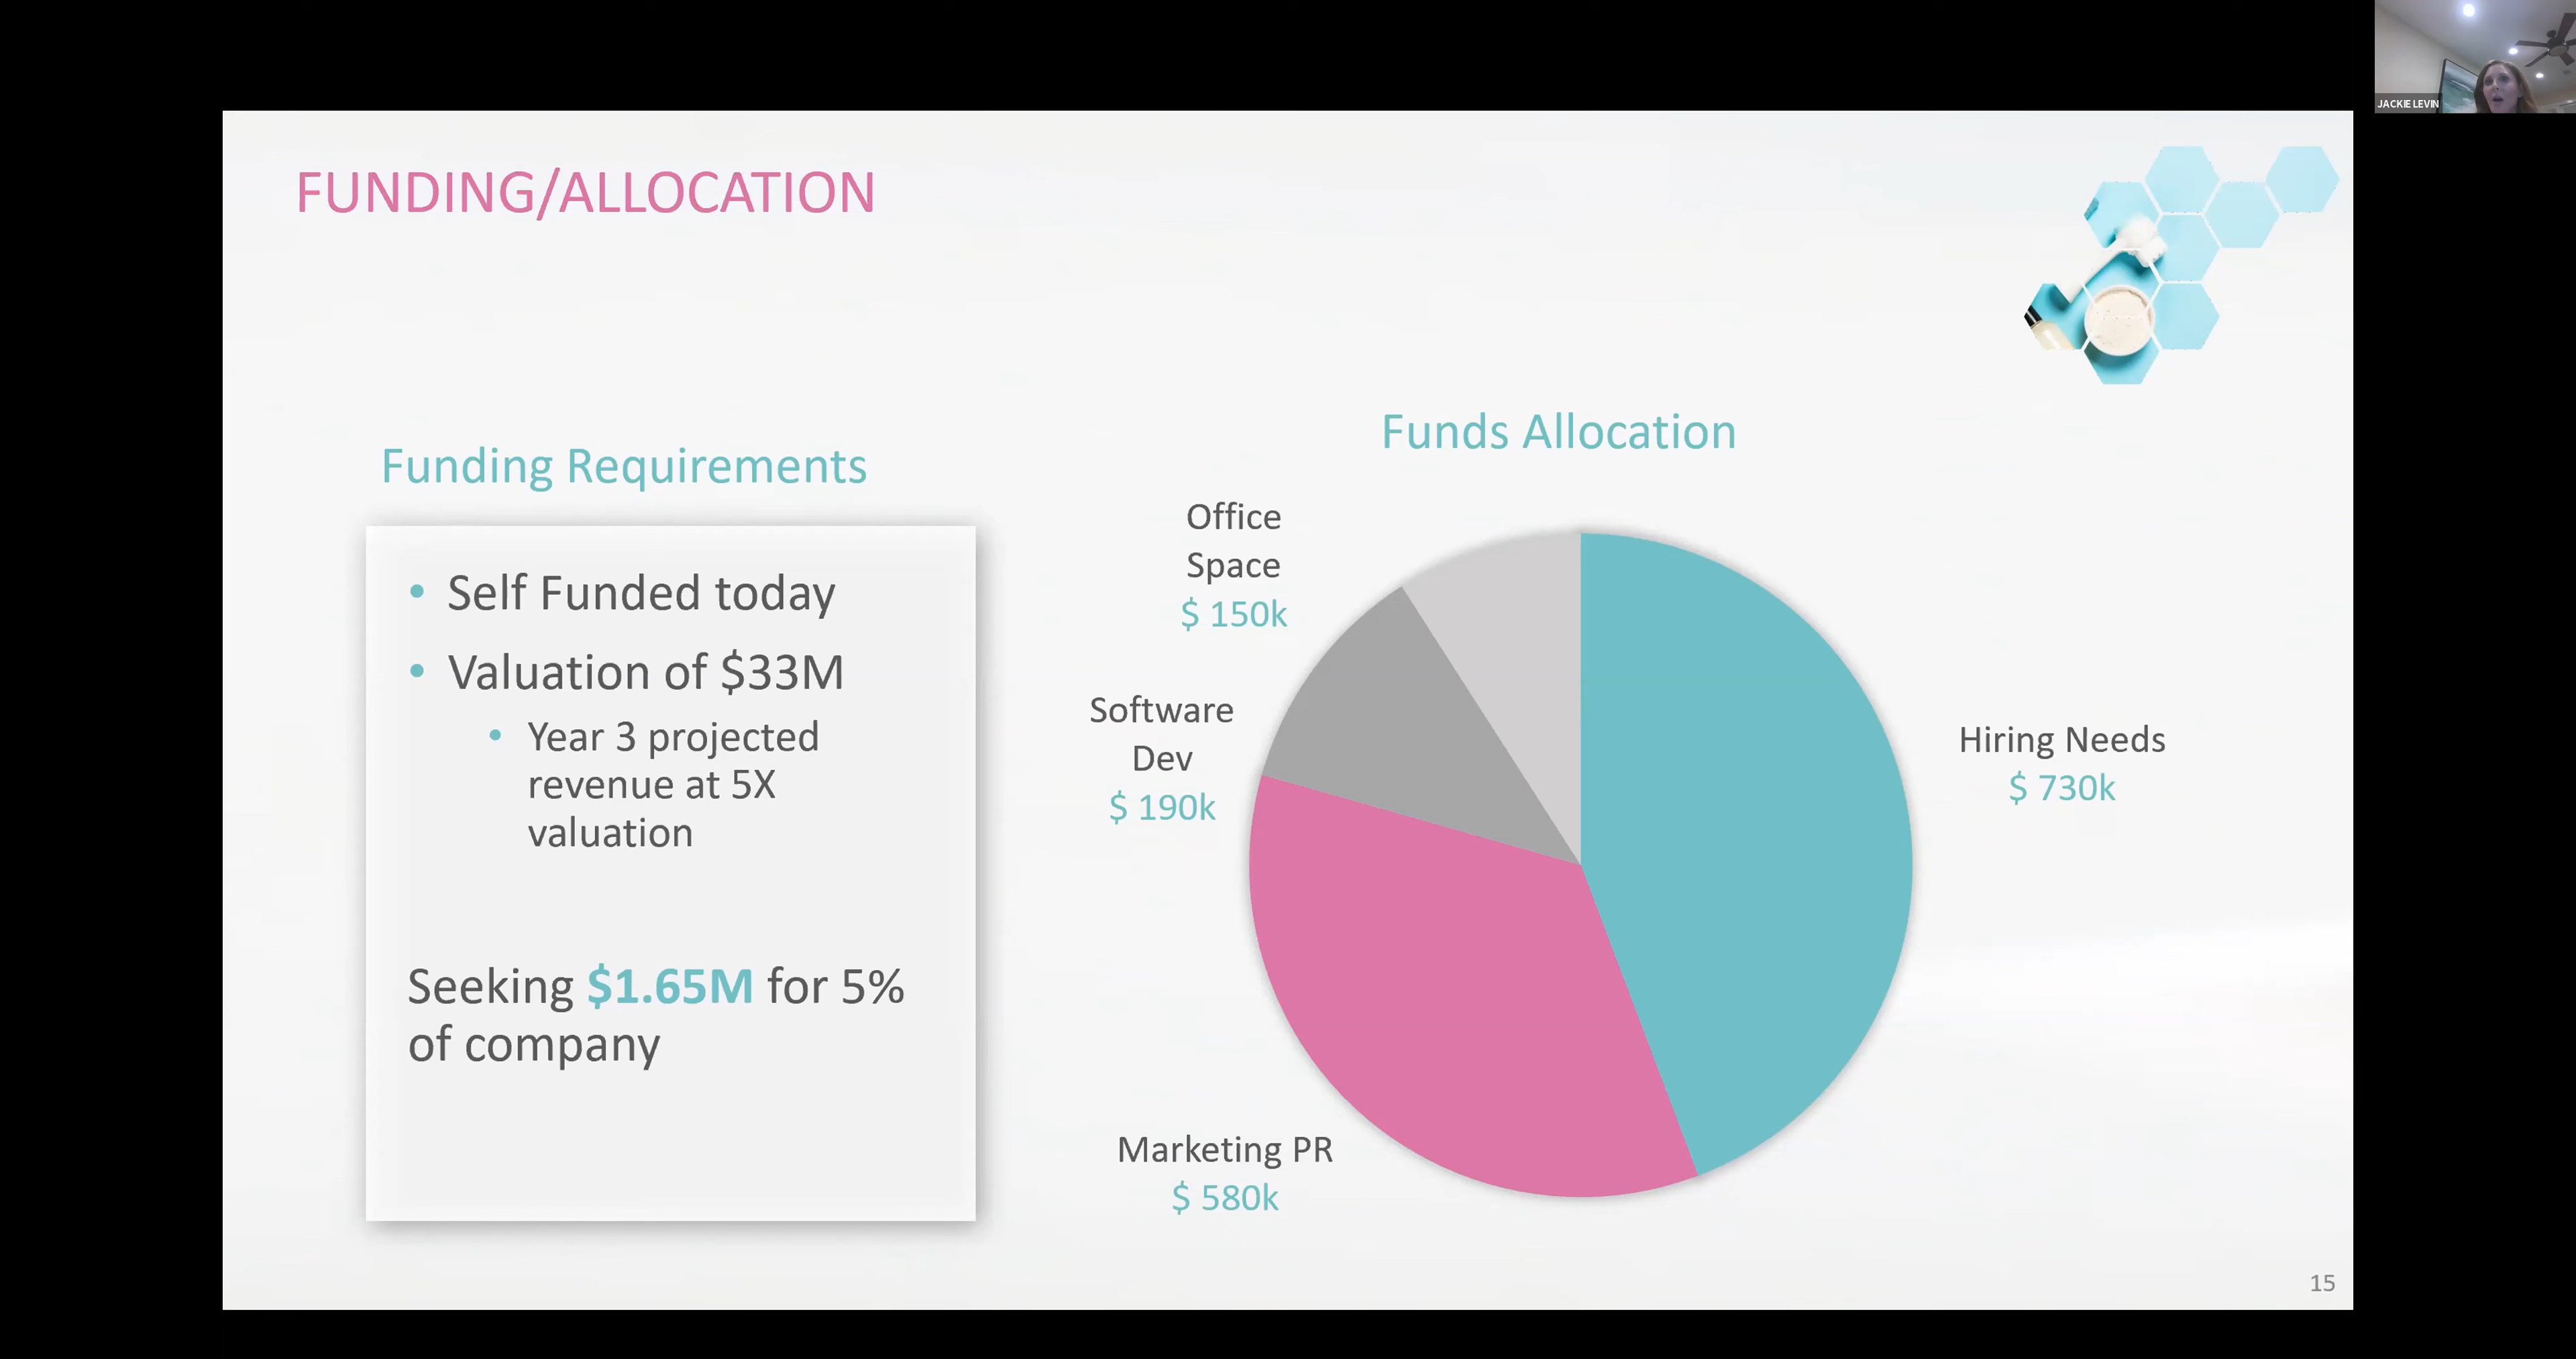 JACKIE LEVIN
FUNDING/ALLOCATION
Funding Requirements
• Self Funded today
• Valuation of $33M
• Year 3 projected
revenue at 5X
valuation
Seeking $1.65M for 5%
of company
Funds Allocation
Office
Space
$ 150k
Software
Dev
$ 190k
Hiring Needs
$ 730k
Marketing PR
$ 580k
15